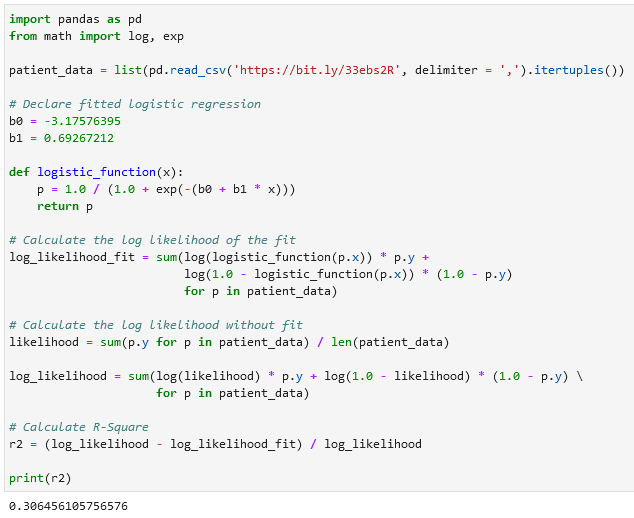 import pandas as pd
from math import log, exp

patient_data = list(pd.read_csv('https://bit.ly/33ebs2R', delimiter = ',').itertuples())

# Declare fitted logistic regression
b0 = -3.17576395
b1 = 0.69267212

def logistic_function(x):
    p = 1.0 / (1.0 + exp(-(b0 + b1 * x)))
    return p

# Calculate the log likelihood of the fit
log_likelihood_fit = sum(log(logistic_function(p.x)) * p.y +
                         log(1.0 - logistic_function(p.x)) * (1.0 - p.y)
                         for p in patient_data)

# Calculate the log likelihood without fit
likelihood = sum(p.y for p in patient_data) / len(patient_data)

log_likelihood = sum(log(likelihood) * p.y + log(1.0 - likelihood) * (1.0 - p.y) \
                     for p in patient_data)

# Calculate R-Square
r2 = (log_likelihood - log_likelihood_fit) / log_likelihood

print(r2)

0.306456105756576